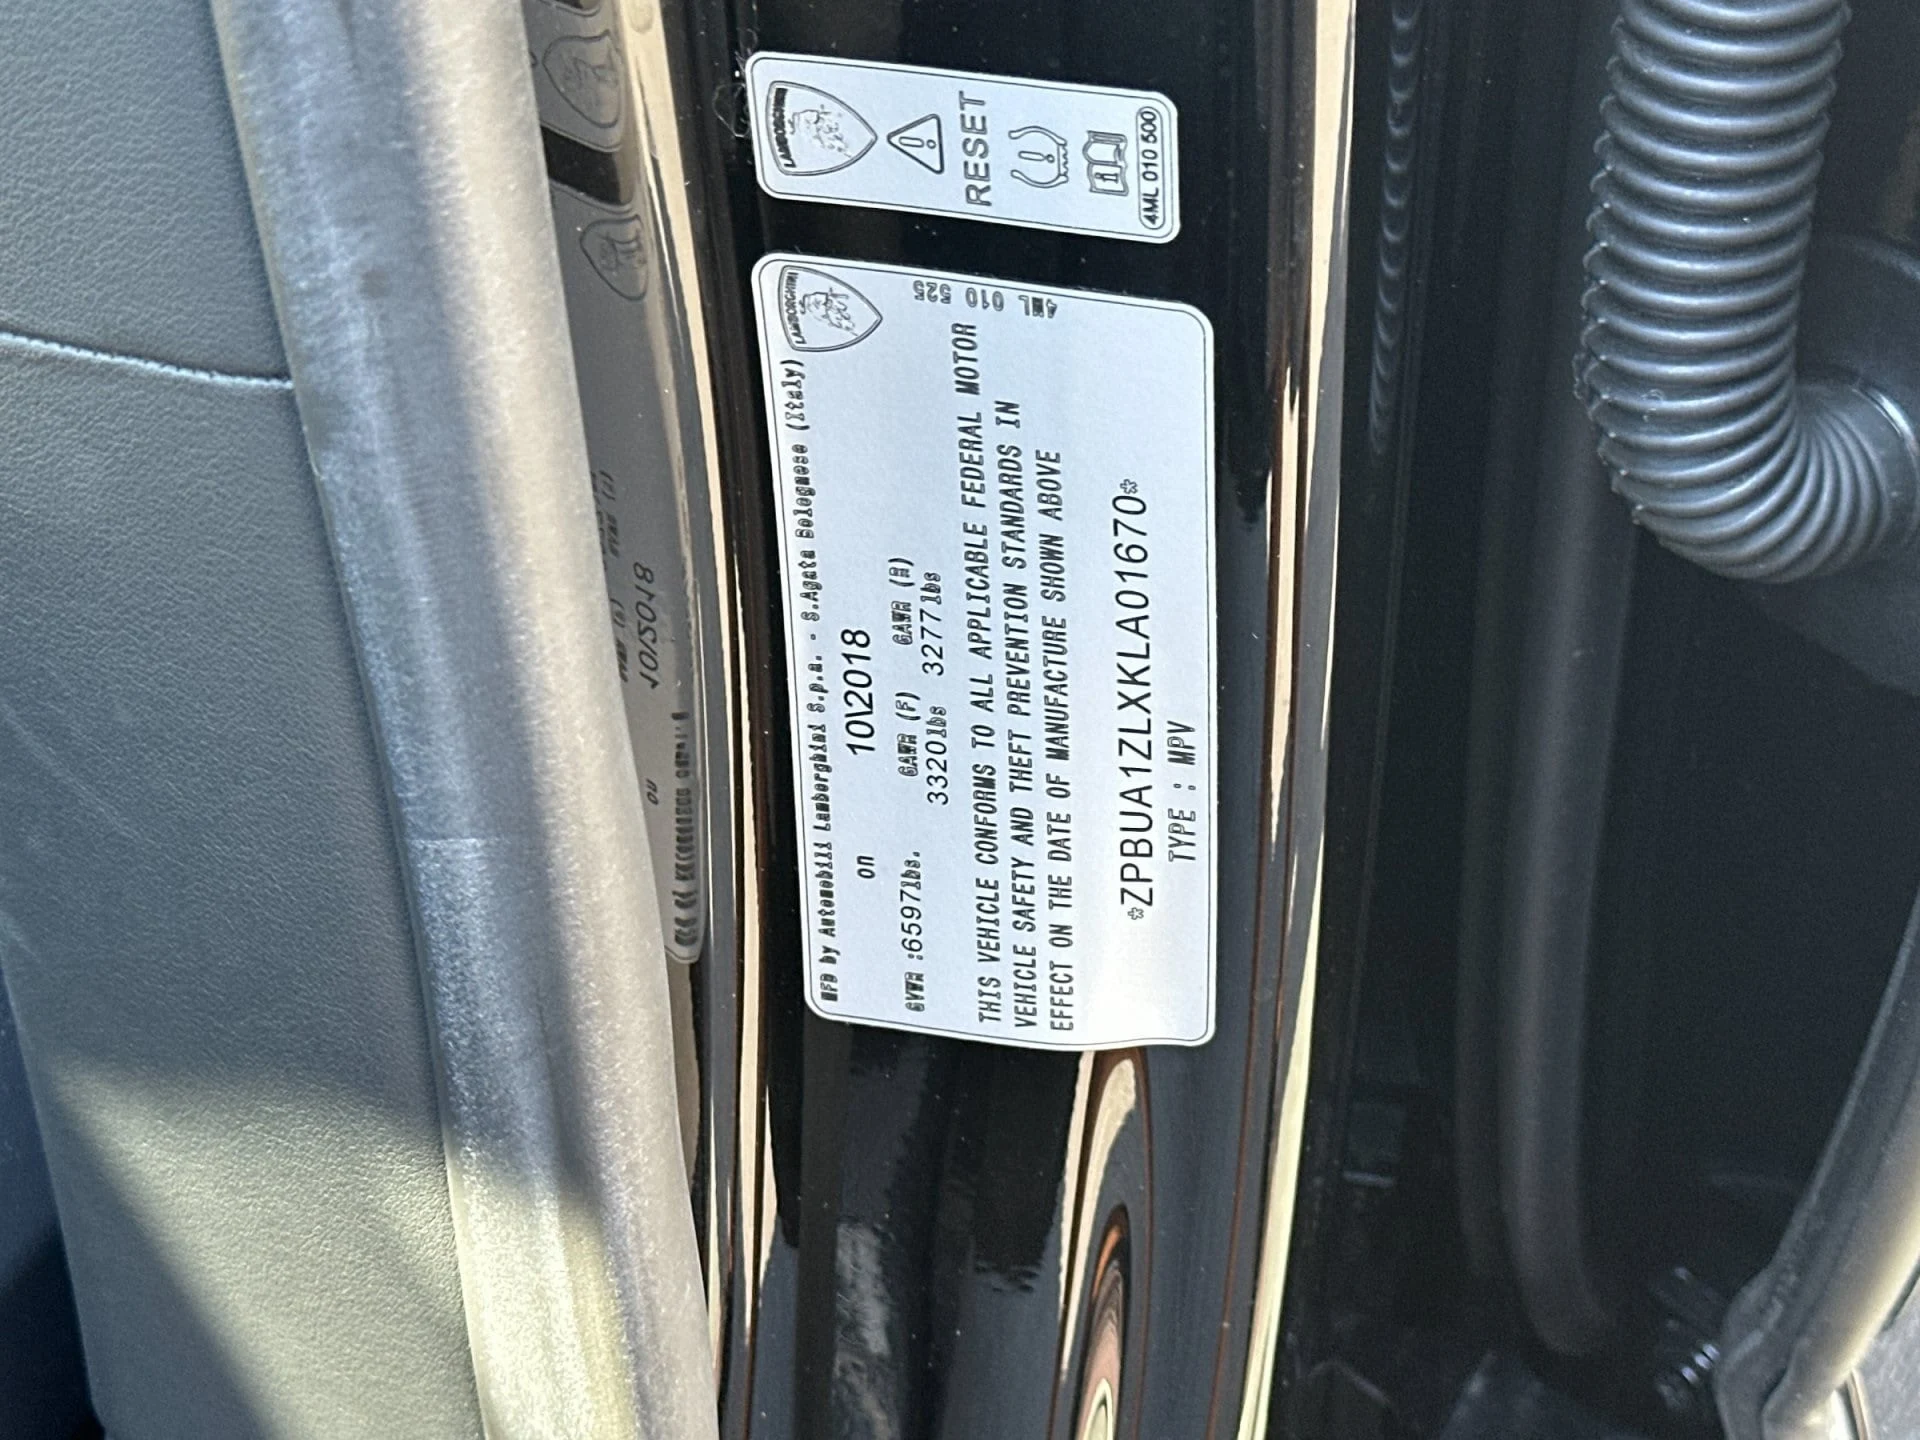 LAMBORGHINI
RESET
4ML 010 500
LAMBORGHINI
4ML 010 525
MFD by Automobili Lamborghini S.p.a. - S.Agata Bolognese (Italy)
on 10\2018
GVWR :6597lbs. GAWR (F) GAWR (R)
3320lbs 3277lbs
THIS VEHICLE CONFORMS TO ALL APPLICABLE FEDERAL MOTOR
VEHICLE SAFETY AND THEFT PREVENTION STANDARDS IN
EFFECT ON THE DATE OF MANUFACTURE SHOWN ABOVE
*ZPBUA1ZLXKLA01670*
TYPE : MPV